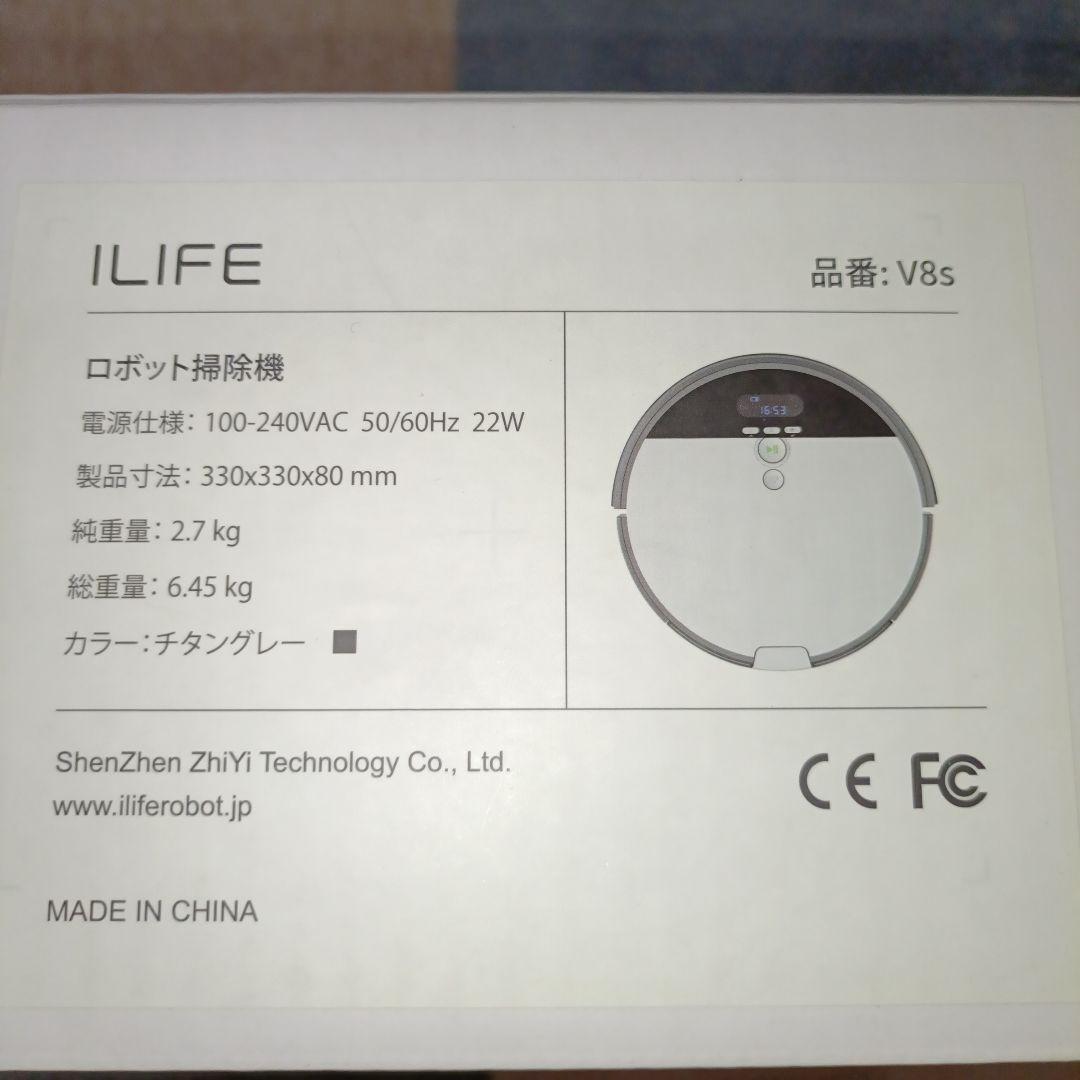 ILIFE
品番: V8s
ロボット掃除機
電源仕様: 100-240VAC 50/60Hz 22W
製品寸法: 330x330x80 mm
純重量: 2.7 kg
総重量: 6.45 kg
カラー:チタングレー
16:53
ShenZhen ZhiYi Technology Co., Ltd.
www.iliferobot.jp
CE FC
MADE IN CHINA